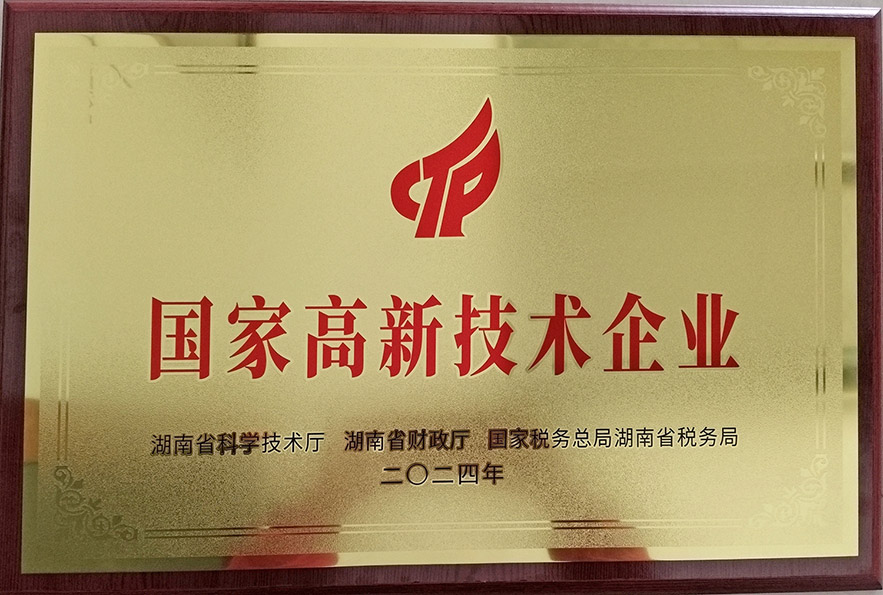 CTP
国家高新技术企业
湖南省科学技术厅 湖南省财政厅 国家税务总局湖南省税务局
二〇二四年